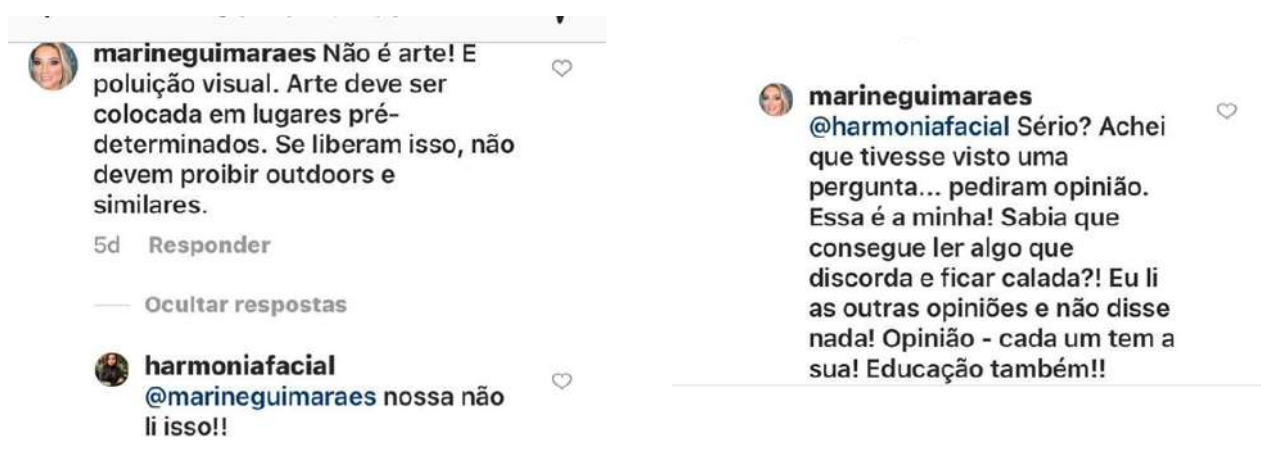 marineguimaraes Não é arte! E
poluição visual. Arte deve ser
colocada em lugares pré-
determinados. Se liberam isso, não
devem proibir outdoors e
similares.
5d Responder
Ocultar respostas
harmoniafacial
@marineguimaraes nossa não
li isso!!
marineguimaraes
@harmoniafacial Sério? Achei
que tivesse visto uma
pergunta... pediram opinião.
Essa é a minha! Sabia que
consegue ler algo que
discorda e ficar calada?! Eu li
as outras opiniões e não disse
nada! Opinião - cada um tem a
sua! Educação também!!